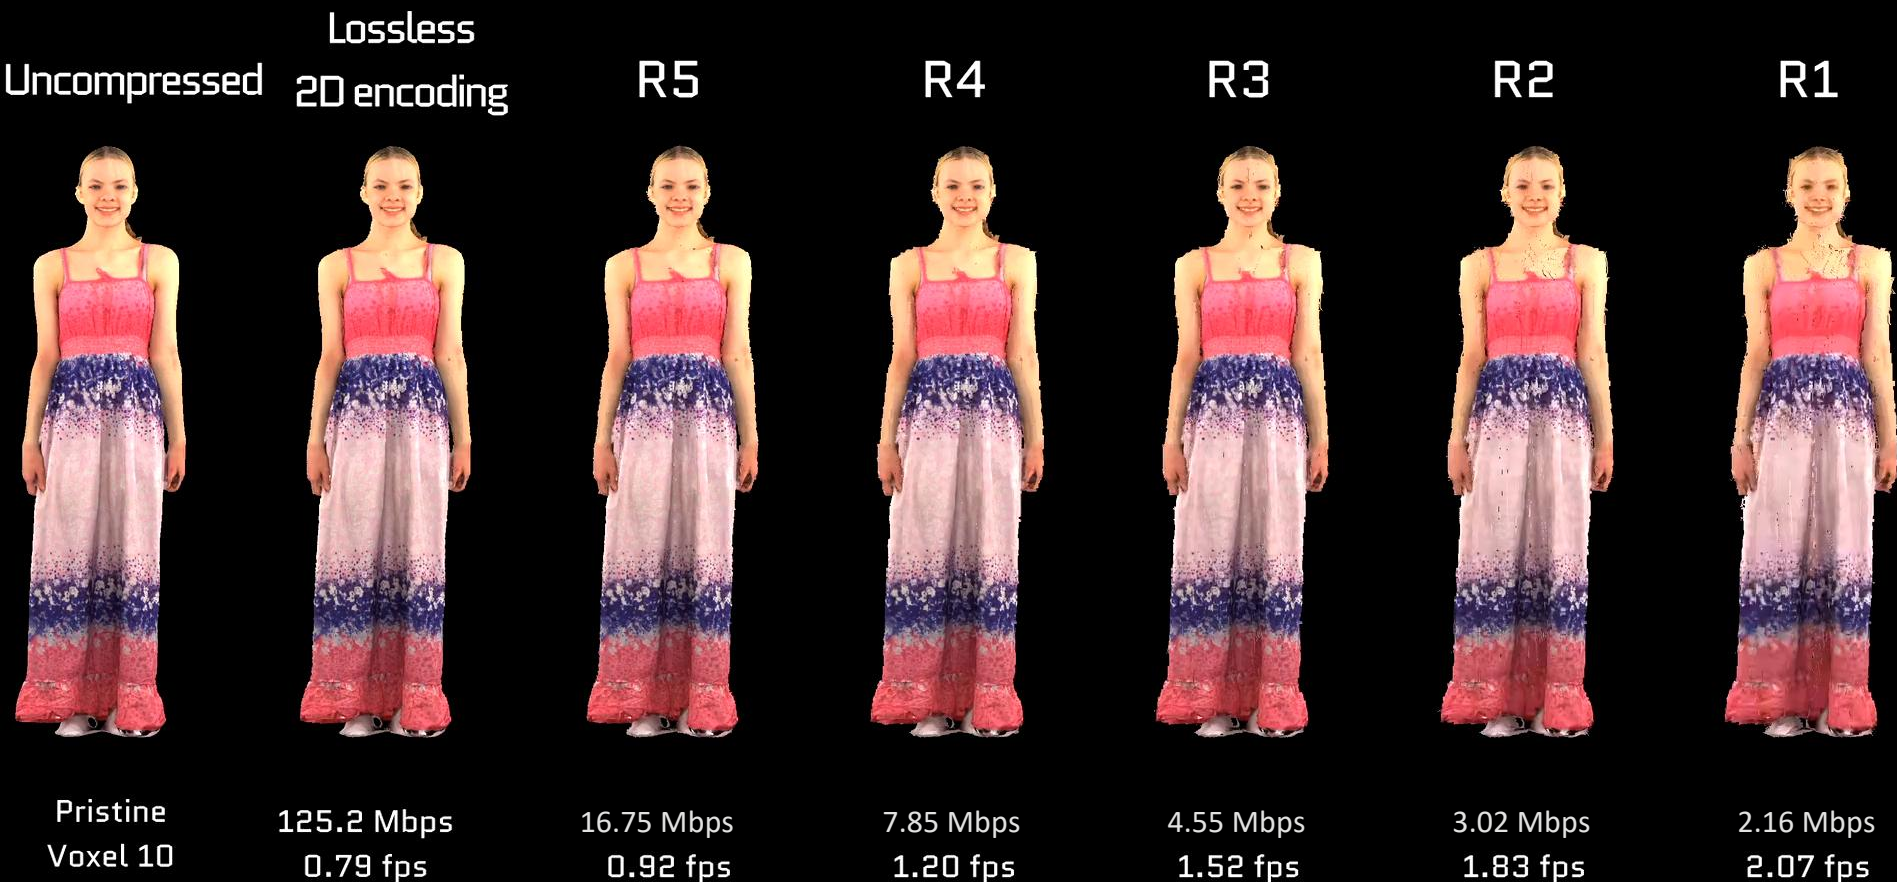 Uncompressed
Lossless
2D encoding
R5
R4
R3
R2
R1
Pristine
Voxel 10
125.2 Mbps
0.79 fps
16.75 Mbps
0.92 fps
7.85 Mbps
1.20 fps
4.55 Mbps
1.52 fps
3.02 Mbps
1.83 fps
2.16 Mbps
2.07 fps